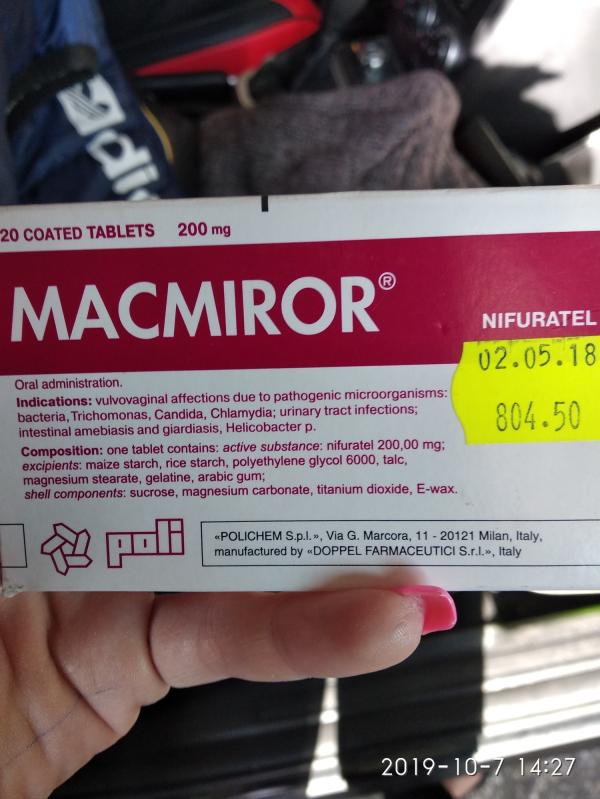 20 COATED TABLETS 200 mg
MACMIROR®
NIFURATEL
02.05.18
804.50
Oral administration.
Indications: vulvovaginal affections due to pathogenic microorganisms:
bacteria, Trichomonas, Candida, Chlamydia; urinary tract infections;
intestinal amebiasis and giardiasis, Helicobacter p.
Composition: one tablet contains: active substance: nifuratel 200,00 mg;
excipients: maize starch, rice starch, polyethylene glycol 6000, talc,
magnesium stearate, gelatine, arabic gum;
shell components: sucrose, magnesium carbonate, titanium dioxide, E-wax.
poli
«POLICHEM S.p.l.», Via G. Marcora, 11 - 20121 Milan, Italy,
manufactured by «DOPPEL FARMACEUTICI S.r.l.», Italy
2019-10-7 14:27